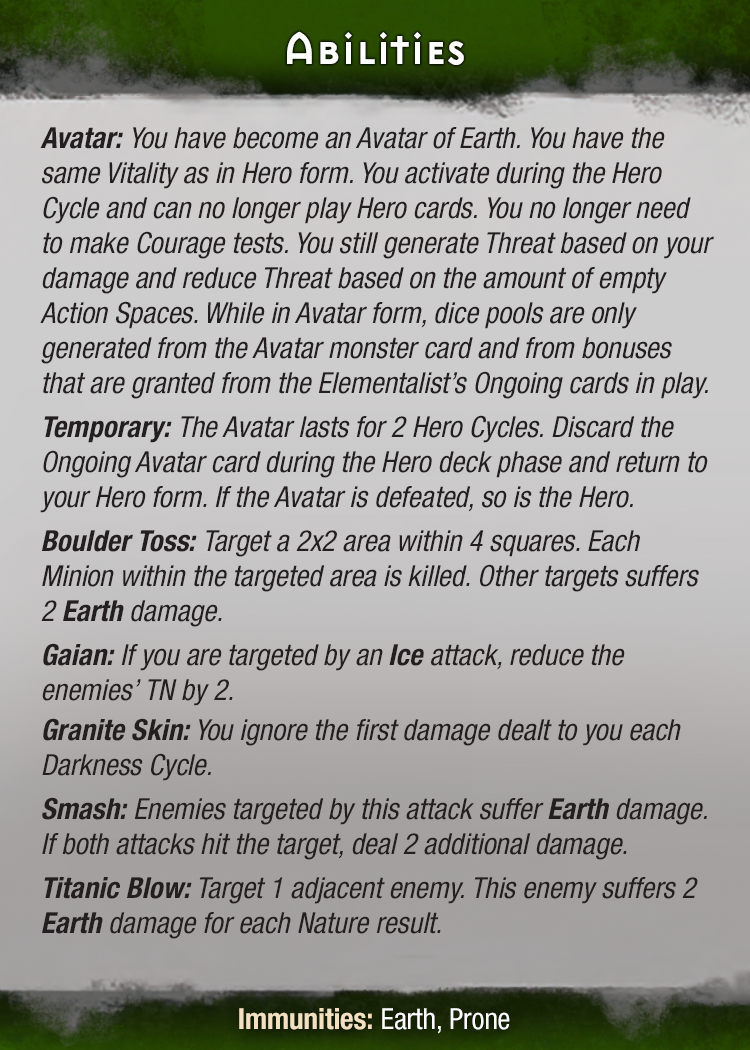 Abilities
Avatar: You have become an Avatar of Earth. You have the
same Vitality as in Hero form. You activate during the Hero
Cycle and can no longer play Hero cards. You no longer need
to make Courage tests. You still generate Threat based on your
damage and reduce Threat based on the amount of empty
Action Spaces. While in Avatar form, dice pools are only
generated from the Avatar monster card and from bonuses
that are granted from the Elementalist's Ongoing cards in play.
Temporary: The Avatar lasts for 2 Hero Cycles. Discard the
Ongoing Avatar card during the Hero deck phase and return to
your Hero form. If the Avatar is defeated, so is the Hero.
Boulder Toss: Target a 2x2 area within 4 squares. Each
Minion within the targeted area is killed. Other targets suffers
2 Earth damage.
Gaian: If you are targeted by an Ice attack, reduce the
enemies' TN by 2.
Granite Skin: You ignore the first damage dealt to you each
Darkness Cycle.
Smash: Enemies targeted by this attack suffer Earth damage.
If both attacks hit the target, deal 2 additional damage.
Titanic Blow: Target 1 adjacent enemy. This enemy suffers 2
Earth damage for each Nature result.
Immunities: Earth, Prone